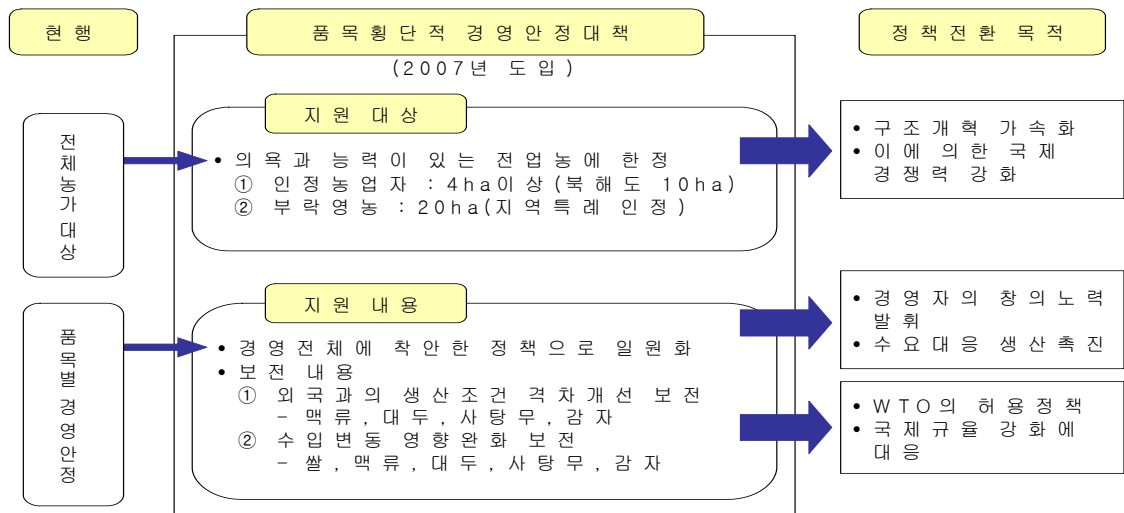 현행
품목횡단적 경영안정대책
정책전환 목적
(2007년 도입)
전체농가 대상
지원 대상
• 의욕과 능력이 있는 전업농에 한정
① 인정농업자 : 4ha이상(북해도 10ha)
② 부락영농 : 20ha(지역특례 인정)
• 구조개혁 가속화
• 이에 의한 국제
경쟁력 강화
품목별 경영안정
지원 내용
• 경영전체에 착안한 정책으로 일원화
• 보전 내용
① 외국과의 생산조건 격차개선 보전
- 맥류, 대두, 사탕무, 감자
② 수입변동 영향완화 보전
- 쌀, 맥류, 대두, 사탕무, 감자
• 경영자의 창의노력
발휘
• 수요대응 생산촉진
• WTO의 허용정책
• 국제규율 강화에
대응